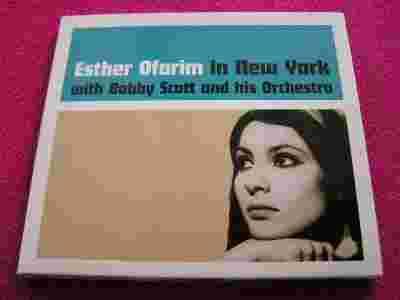 Esther Ofarim in New York
with Bobby Scott and his Orchestra